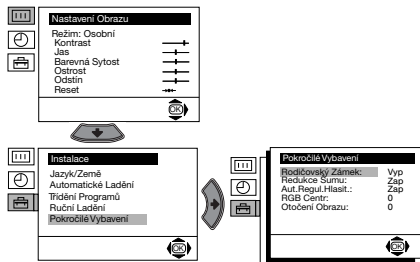 Nastavení Obrazu
Režim: Osobní
Kontrast
Jas
Barevná Sytost
Ostrost
Odstín
Reset
OK
Instalace
Jazyk/Země
Automatické Ladění
Třídění Programů
Ruční Ladění
Pokročilé Vybavení
OK
Pokročilé Vybavení
Rodičovský Zámek: Vyp
Redukce Šumu: Zap
Aut.Regul.Hlasit.: Zap
RGB Centr: 0
Otočení Obrazu: 0
OK